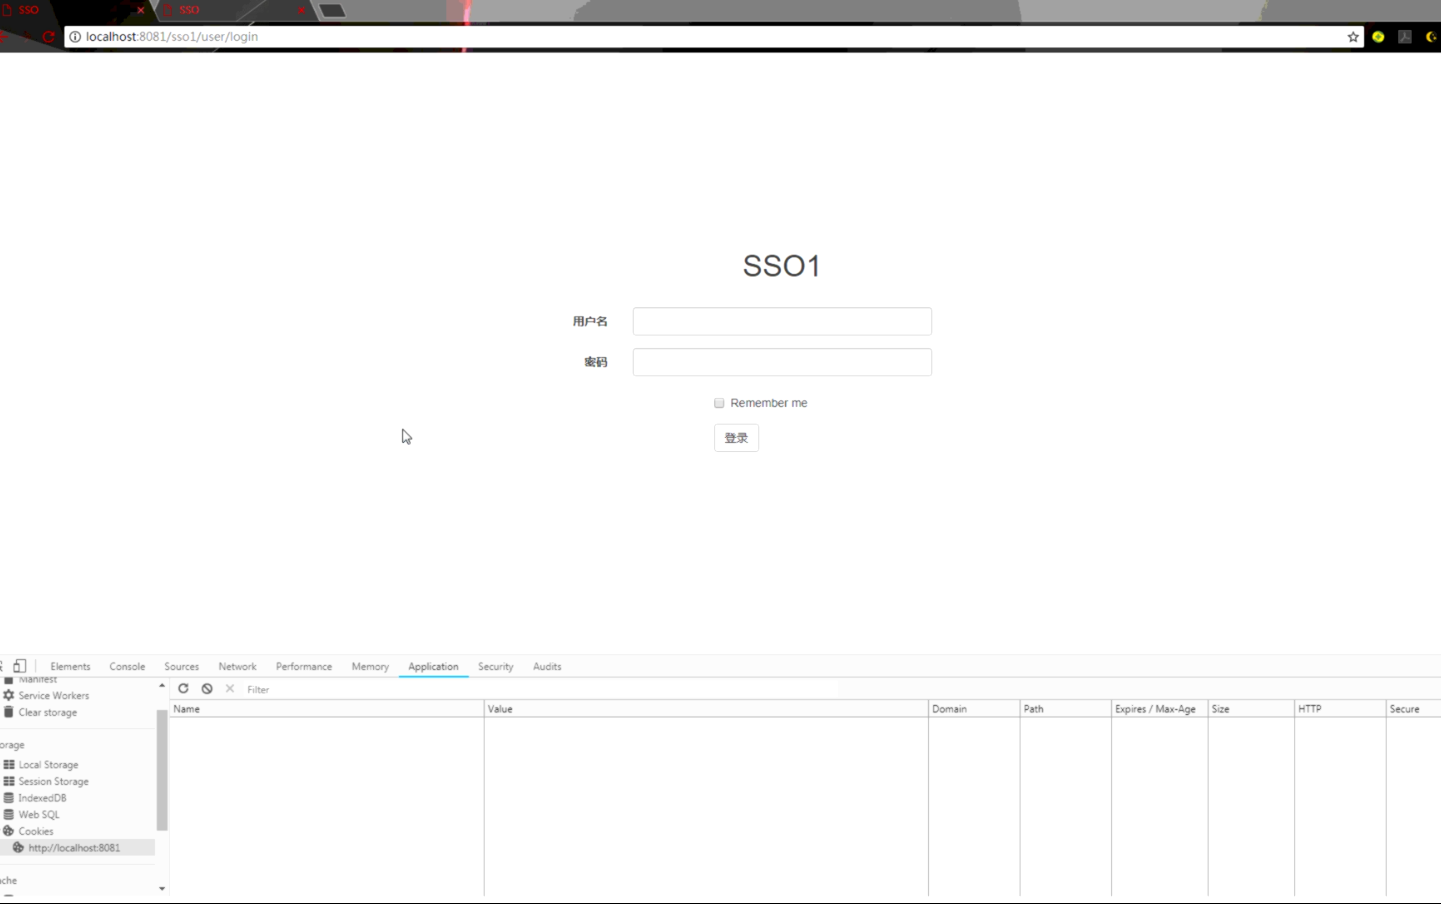 SSO
SSO
localhost:8081/sso1/user/login
SSO1
用户名
密码
Remember me
登录
Elements Console Sources Network Performance Memory Application Security Audits
Manifest
Filter
Service Workers
Clear storage
Name Value Domain Path Expires / Max-Age Size HTTP Secure
orage
Local Storage
Session Storage
IndexedDB
Web SQL
Cookies
http://localhost:8081
che